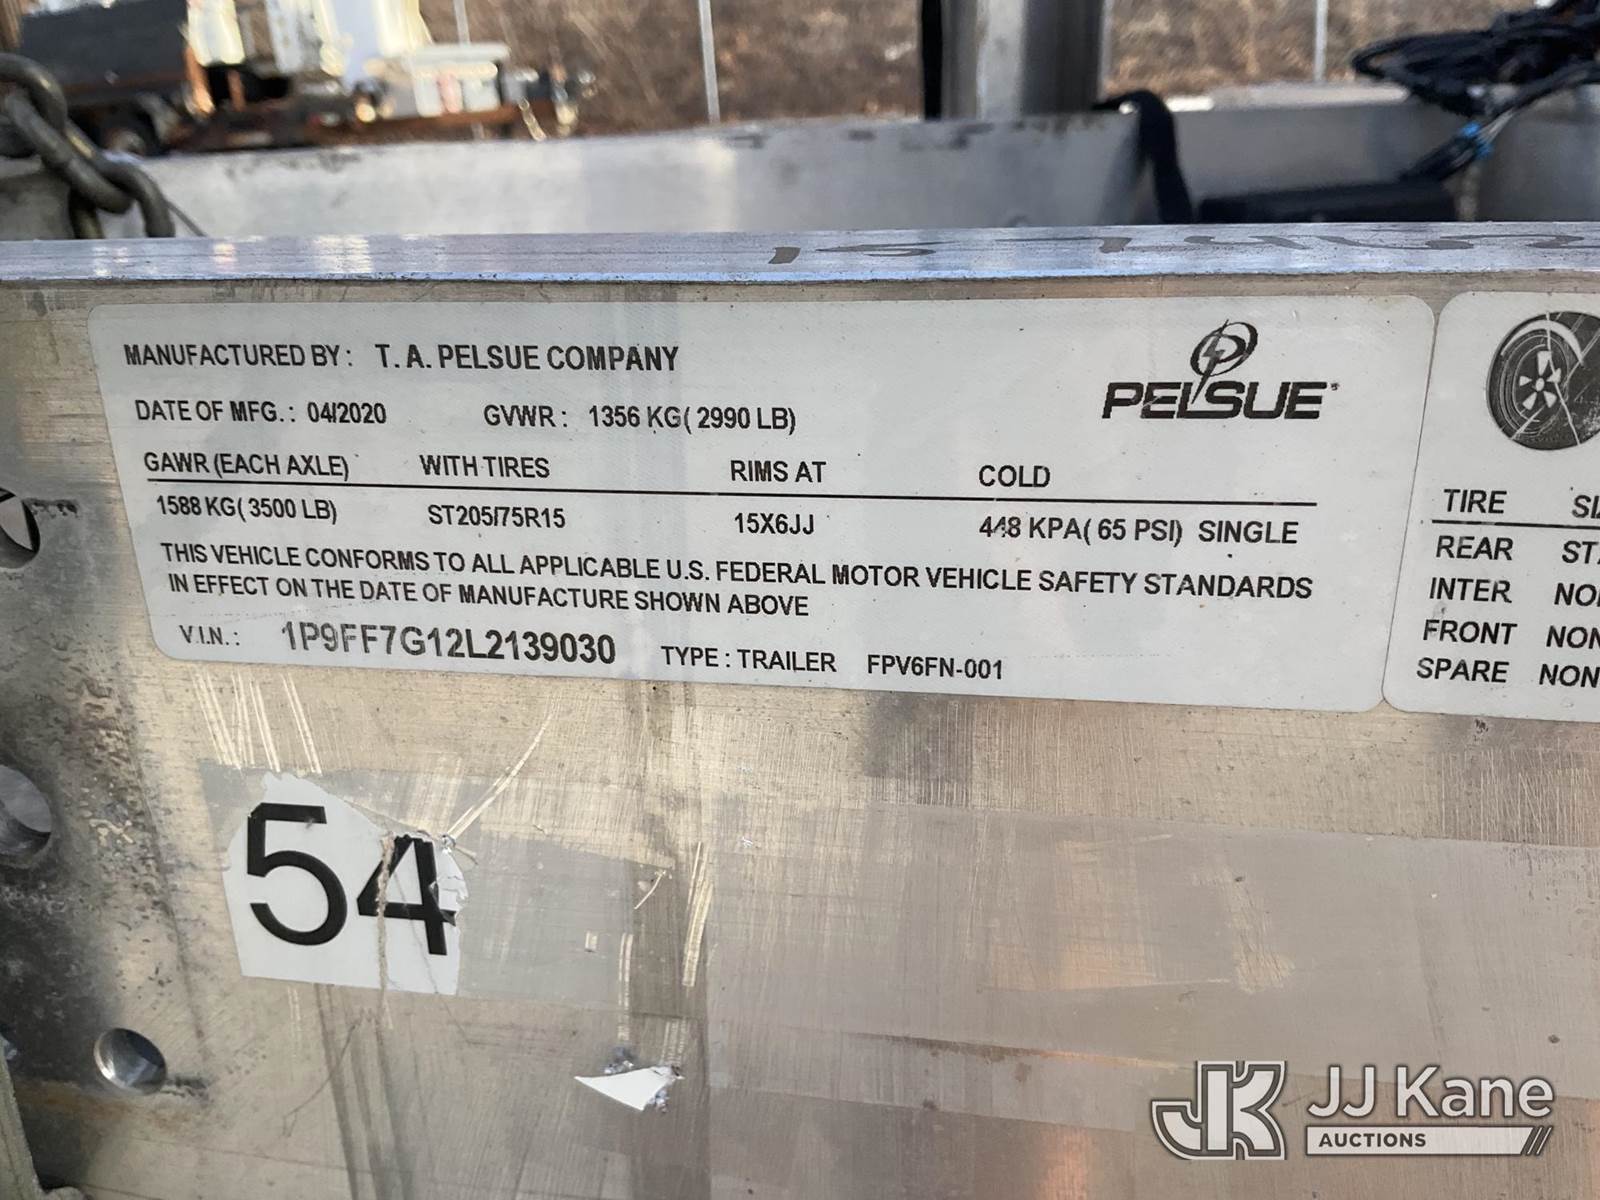 MANUFACTURED BY: T. A. PELSUE COMPANY
PELSUE
DATE OF MFG.: 04/2020 GVWR: 1356 KG( 2990 LB)
GAWR (EACH AXLE) WITH TIRES RIMS AT COLD
1588 KG( 3500 LB) ST205/75R15 15X6JJ 448 KPA( 65 PSI) SINGLE
THIS VEHICLE CONFORMS TO ALL APPLICABLE U.S. FEDERAL MOTOR VEHICLE SAFETY STANDARDS
IN EFFECT ON THE DATE OF MANUFACTURE SHOWN ABOVE
V.I.N.: 1P9FF7G12L2139030 TYPE: TRAILER FPV6FN-001
TIRE
REAR
INTER
FRONT
SPARE
54
JK JJ Kane
AUCTIONS